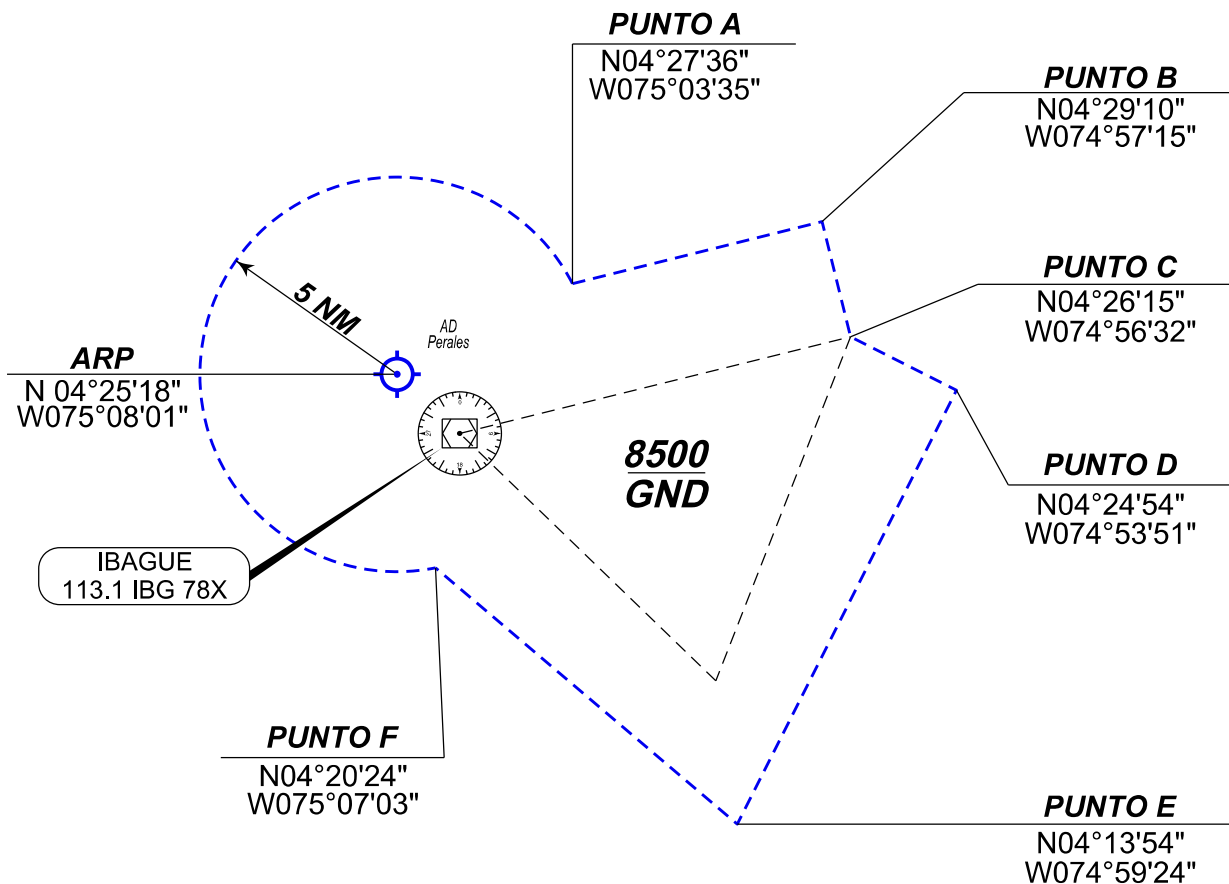 PUNTO A
N04°27'36"
W075°03'35"
PUNTO B
N04°29'10"
W074°57'15"
PUNTO C
N04°26'15"
W074°56'32"
5 NM
AD
Perales
ARP
N 04°25'18"
W075°08'01"
8500
GND
PUNTO D
N04°24'54"
W074°53'51"
IBAGUE
113.1 IBG 78X
PUNTO F
N04°20'24"
W075°07'03"
PUNTO E
N04°13'54"
W074°59'24"
0
18